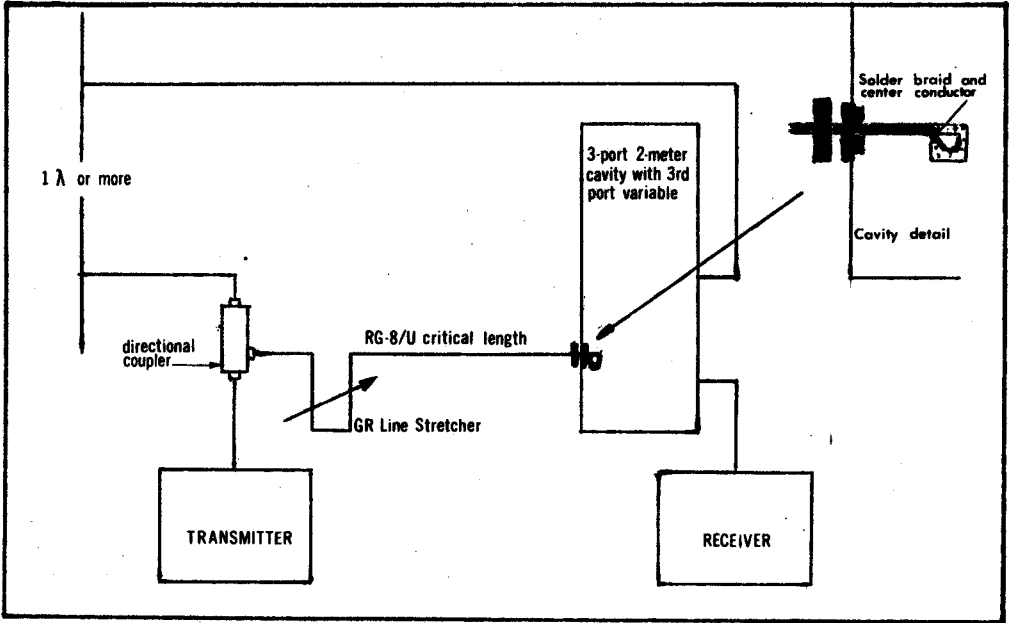 Solder braid and
center conductor
3-port 2-meter
cavity with 3rd
port variable
1 λ or more
Cavity detail
RG-8/U critical length
directional
coupler
GR Line Stretcher
TRANSMITTER
RECEIVER